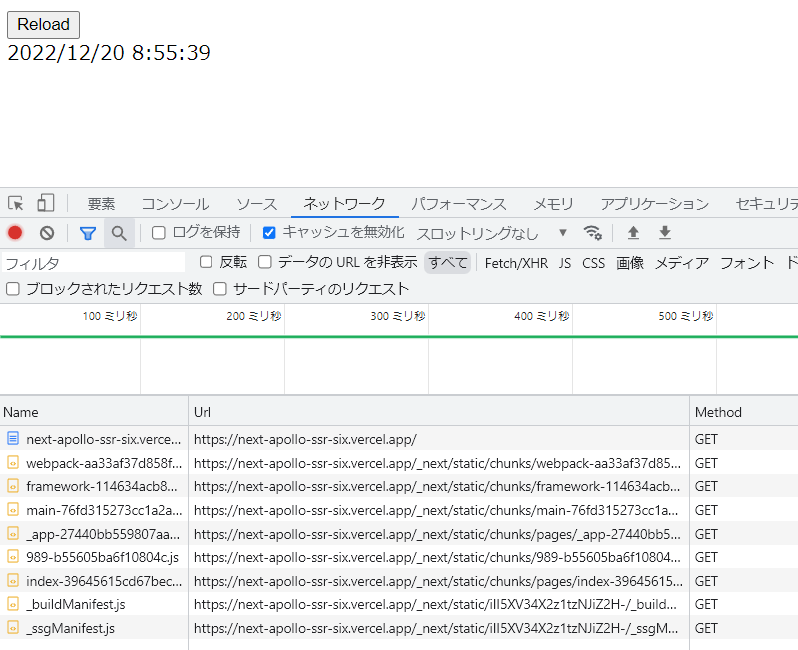 Reload
2022/12/20 8:55:39
要素 コンソール ソース ネットワーク パフォーマンス メモリ アプリケーション セキュリテ
ログを保持 キャッシュを無効化 スロットリングなし
フィルタ 反転 データの URL を非表示 すべて Fetch/XHR JS CSS 画像 メディア フォント ド
ブロックされたリクエスト数 サードパーティのリクエスト
100 ミリ秒 200 ミリ秒 300 ミリ秒 400 ミリ秒 500 ミリ秒
Name Url Method
next-apollo-ssr-six.verce... https://next-apollo-ssr-six.vercel.app/ GET
webpack-aa33af37d858f... https://next-apollo-ssr-six.vercel.app/_next/static/chunks/webpack-aa33af37d85... GET
framework-114634acb8... https://next-apollo-ssr-six.vercel.app/_next/static/chunks/framework-114634acb... GET
main-76fd315273cc1a2a... https://next-apollo-ssr-six.vercel.app/_next/static/chunks/main-76fd315273cc1a... GET
_app-27440bb559807aa... https://next-apollo-ssr-six.vercel.app/_next/static/chunks/pages/_app-27440bb5... GET
989-b55605ba6f10804c.js https://next-apollo-ssr-six.vercel.app/_next/static/chunks/989-b55605ba6f10804... GET
index-39645615cd67bec... https://next-apollo-ssr-six.vercel.app/_next/static/chunks/pages/index-39645615... GET
_buildManifest.js https://next-apollo-ssr-six.vercel.app/_next/static/iIl5XV34X2z1tzNJiZ2H-/_build... GET
_ssgManifest.js https://next-apollo-ssr-six.vercel.app/_next/static/iIl5XV34X2z1tzNJiZ2H-/_ssgM... GET